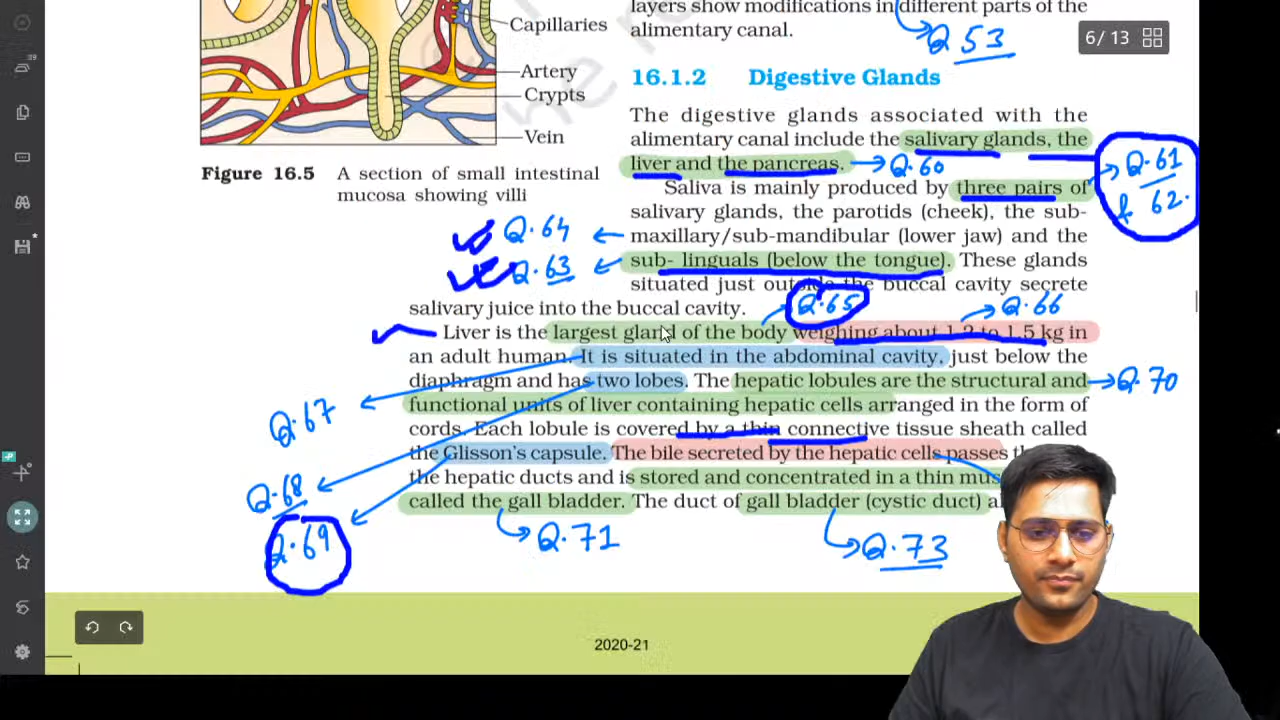 Capillaries
Artery
Crypts
Vein
Figure 16.5 A section of small intestinal
mucosa showing villi
layers show modifications in different parts of the
alimentary canal.
Q 53
6 / 13
16.1.2 Digestive Glands
The digestive glands associated with the
alimentary canal include the salivary glands, the
liver and the pancreas. → Q.60
Q.61
& 62.
Saliva is mainly produced by three pairs of
salivary glands, the parotids (cheek), the sub-
Q.64
maxillary/sub-mandibular (lower jaw) and the
Q.63
sub- linguals (below the tongue). These glands
situated just outside the buccal cavity secrete
salivary juice into the buccal cavity.
Q.65
Q.66
Liver is the largest gland of the body weighing about 1.2 to 1.5 kg in
an adult human. It is situated in the abdominal cavity, just below the
diaphragm and has two lobes. The hepatic lobules are the structural and
Q.70
functional units of liver containing hepatic cells arranged in the form of
Q.67
cords. Each lobule is covered by a thin connective tissue sheath called
the Glisson's capsule. The bile secreted by the hepatic cells passes
the hepatic ducts and is stored and concentrated in a thin
Q.68
called the gall bladder. The duct of gall bladder (cystic duct)
Q.69
Q.71
Q.73
2020-21